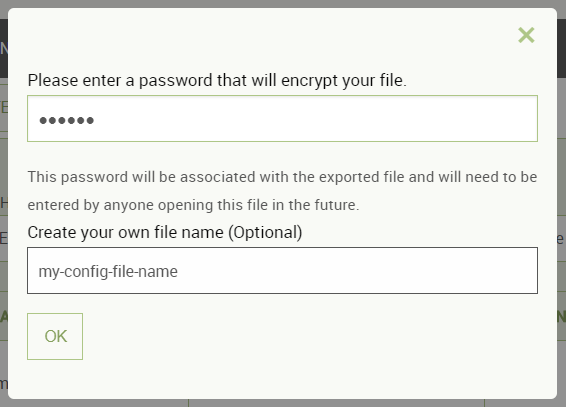 Please enter a password that will encrypt your file.
••••••
This password will be associated with the exported file and will need to be
entered by anyone opening this file in the future.
Create your own file name (Optional)
my-config-file-name
OK